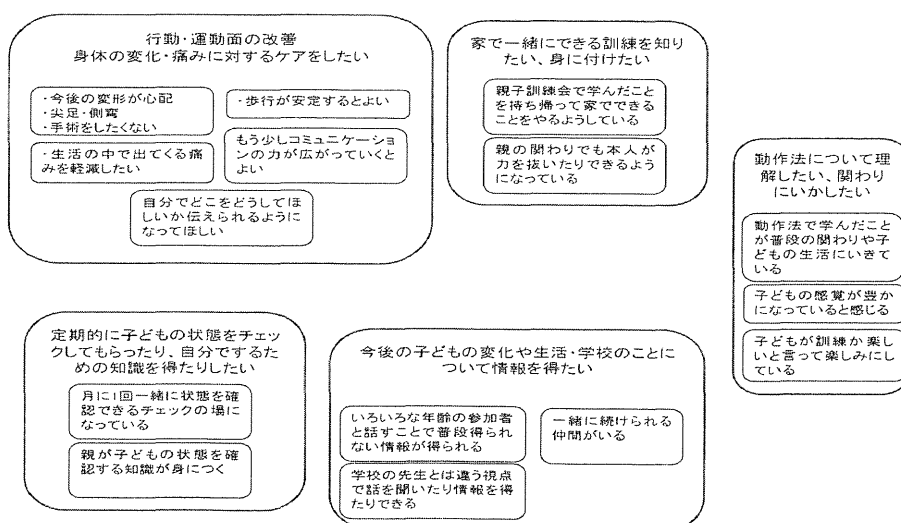 行動・運動面の改善
身体の変化・痛みに対するケアをしたい
・今後の変形が心配
・尖足・側彎
・手術をしたくない
・歩行が安定するとよい
・生活の中で出てくる痛
みを軽減したい
もう少しコミュニケーショ
ンの力が広がっていくと
よい
自分でどこをどうしてほ
しいか伝えられるように
なってほしい
家で一緒にできる訓練を知り
たい、身に付けたい
親子訓練会で学んだこと
を持ち帰って家でできる
ことをやるようしている
親の関わりでも本人が
力を抜いたりできるよう
になっている
動作法について理
解したい、関わり
にいかしたい
動作法で学んだこと
が普段の関わりや子
どもの生活にいきて
いる
子どもの感覚が豊か
になっていると感じる
子どもが訓練か楽し
いと言って楽しみにし
ている
定期的に子どもの状態をチェッ
クしてもらったり、自分でするた
めの知識を得たりしたい
月に1回一緒に状態を確
認できるチェックの場に
なっている
親が子どもの状態を確
認する知識が身につく
今後の子どもの変化や生活・学校のことに
ついて情報を得たい
いろいろな年齢の参加者
と話すことで普段得られ
ない情報が得られる
一緒に続けられる
仲間がいる
学校の先生とは違う視点
で話を聞いたり情報を得
たりできる